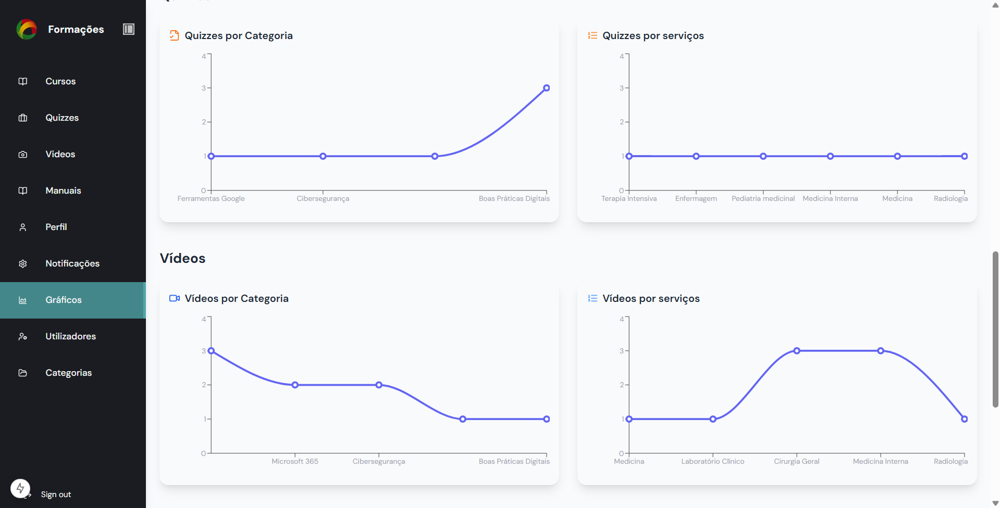 Formações
Cursos
Quizzes
Videos
Manuais
Perfil
Notificações
Gráficos
Utilizadores
Categorias
Sign out
Quizzes por Categoria
4
3
2
1
0
Ferramentas Google
Cibersegurança
Boas Práticas Digitais
Quizzes por serviços
4
3
2
1
0
Terapia Intensiva
Enfermagem
Pediatria medicinal
Medicina Interna
Medicina
Radiologia
Vídeos
Vídeos por Categoria
4
3
2
1
0
Microsoft 365
Cibersegurança
Boas Práticas Digitais
Vídeos por serviços
4
3
2
1
0
Medicina
Laboratório Clínico
Cirurgia Geral
Medicina Interna
Radiologia